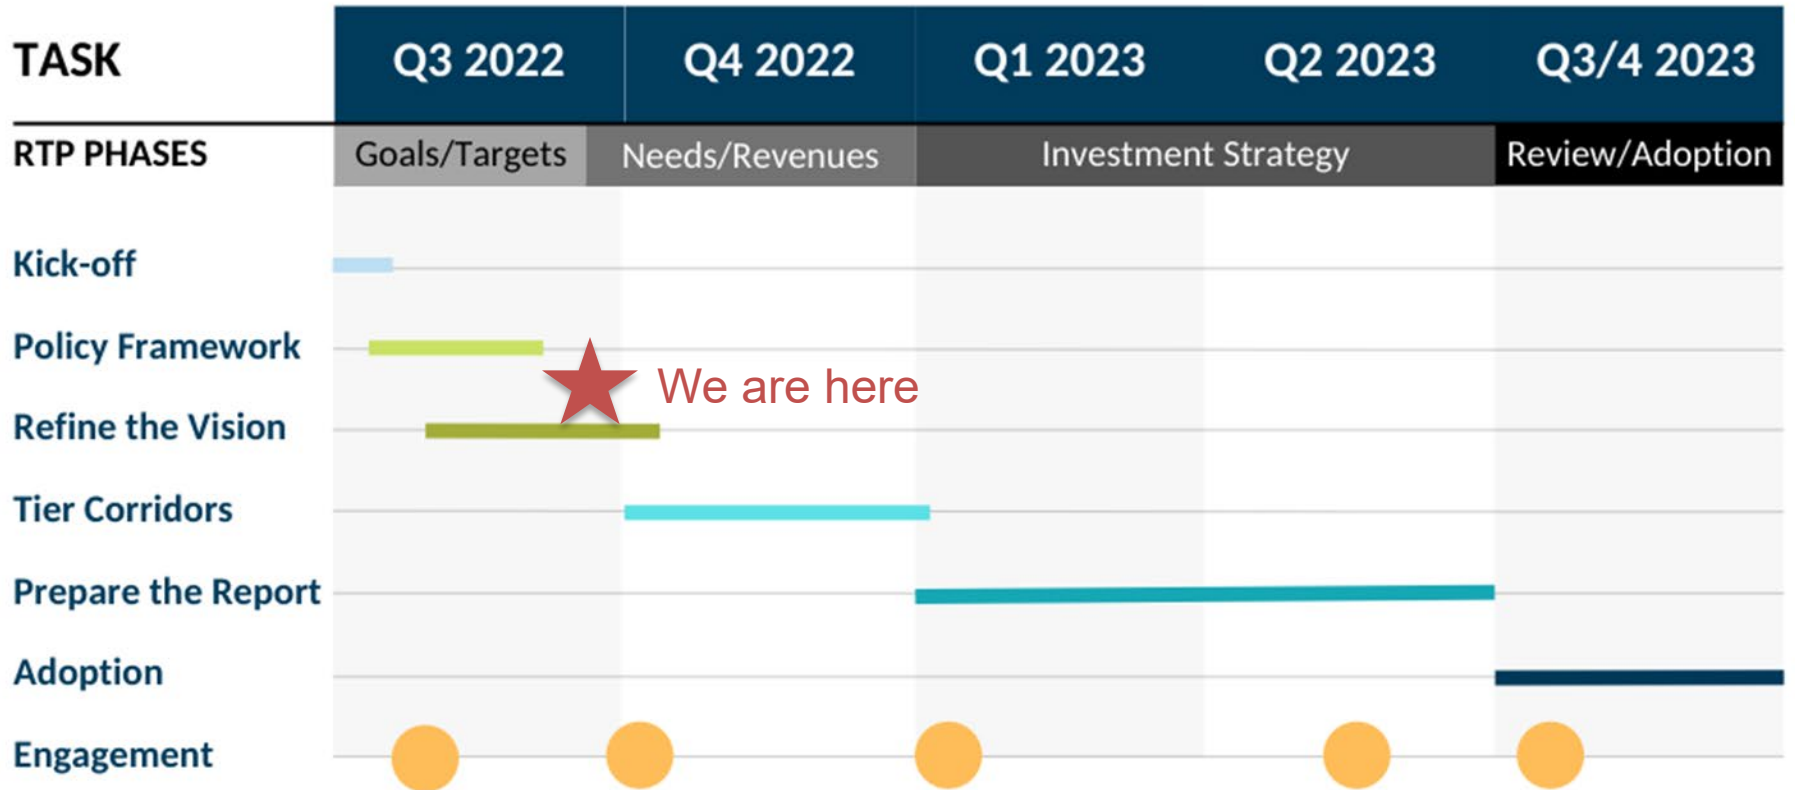 TASK Q3 2022 Q4 2022 Q1 2023 Q2 2023 Q3/4 2023
RTP PHASES Goals/Targets Needs/Revenues Investment Strategy Review/Adoption
Kick-off
Policy Framework
We are here
Refine the Vision
Tier Corridors
Prepare the Report
Adoption
Engagement